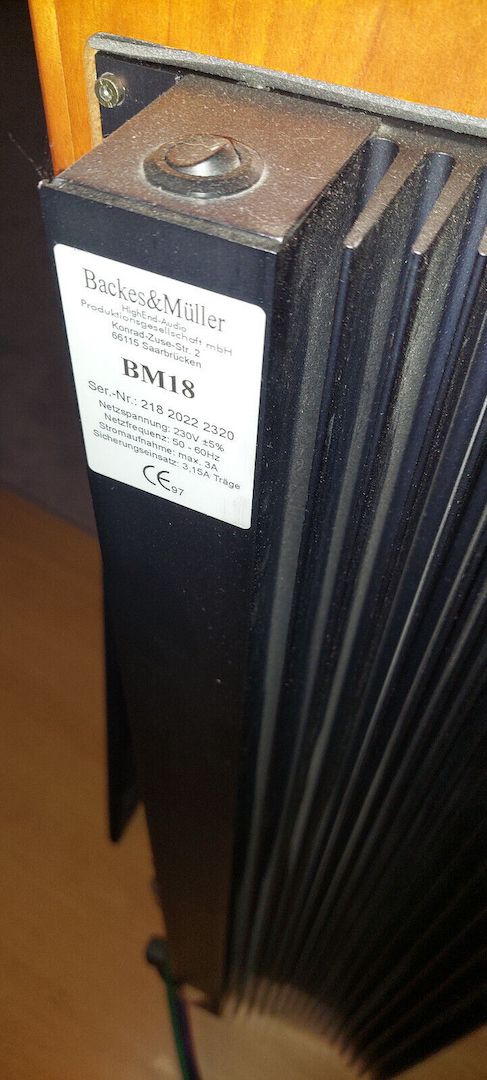 Backes&Müller
HighEnd-Audio
Produktionsgesellschaft mbH
Konrad-Zuse-Str. 2
66115 Saarbrücken
BM18
Ser.-Nr.: 218 2022 2320
Netzspannung: 230V ±5%
Netzfrequenz: 50 - 60Hz
Stromaufnahme: max. 3A
Sicherungseinsatz: 3,15A Träge
CE97